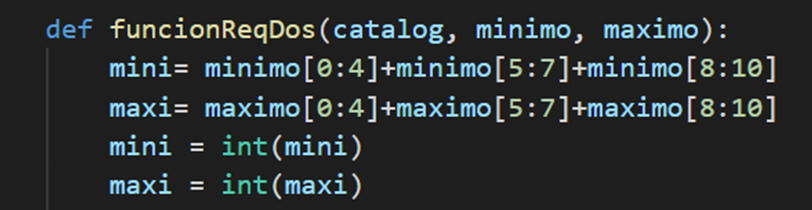 def funcionReqDos(catalog, minimo, maximo):
mini= minimo[0:4]+minimo[5:7]+minimo[8:10]
maxi= maximo[0:4]+maximo[5:7]+maximo[8:10]
mini = int(mini)
maxi = int(maxi)